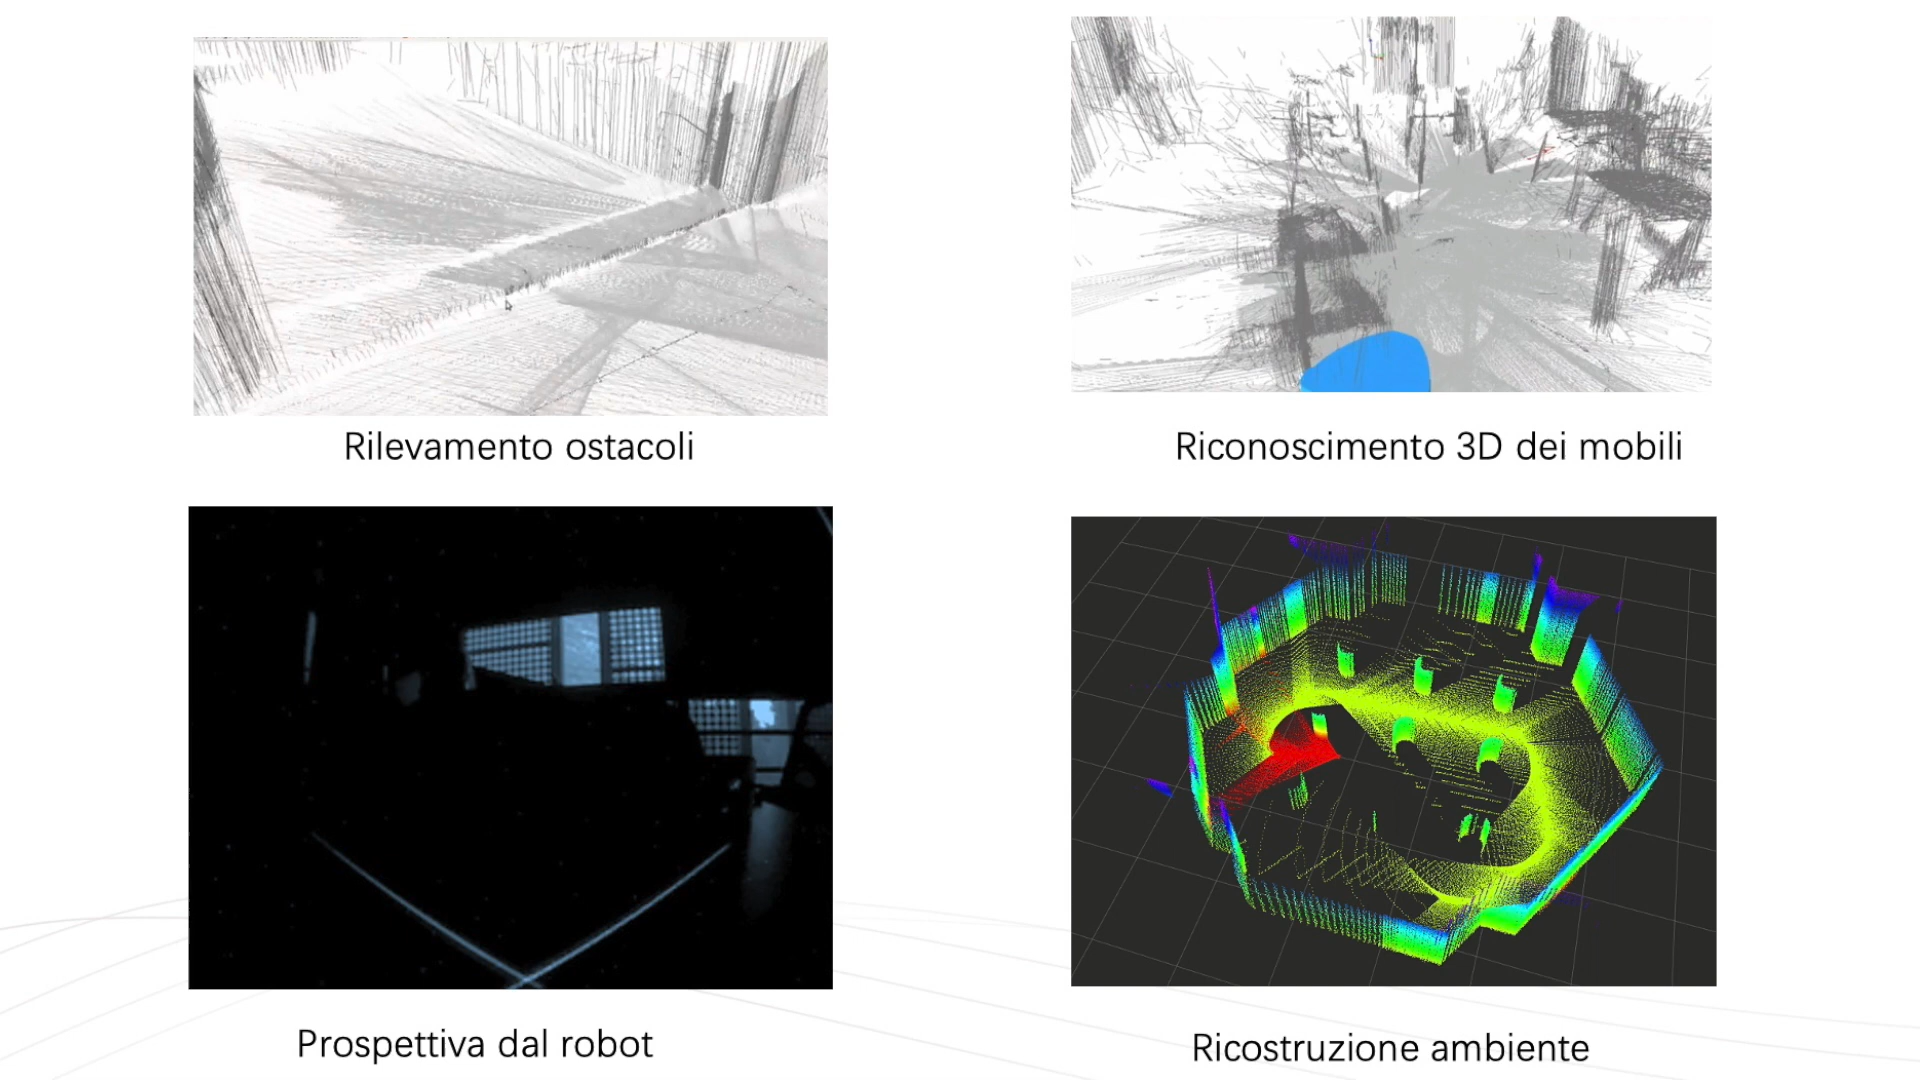 Rilevamento ostacoli
Riconoscimento 3D dei mobili
Prospettiva dal robot
Ricostruzione ambiente